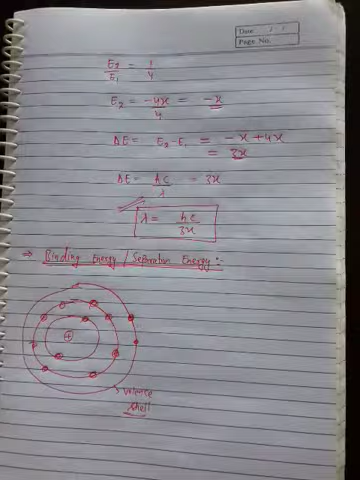 Date / /
Page No.
E₂/E₁ = 1/4
E₂ = -4x/4 = -x
ΔE = E₂ - E₁ = -x + 4x
= 3x
ΔE = hc/λ = 3x
λ = hc/3x
⇒ Binding Energy / Separation Energy :-
+
valence
shell